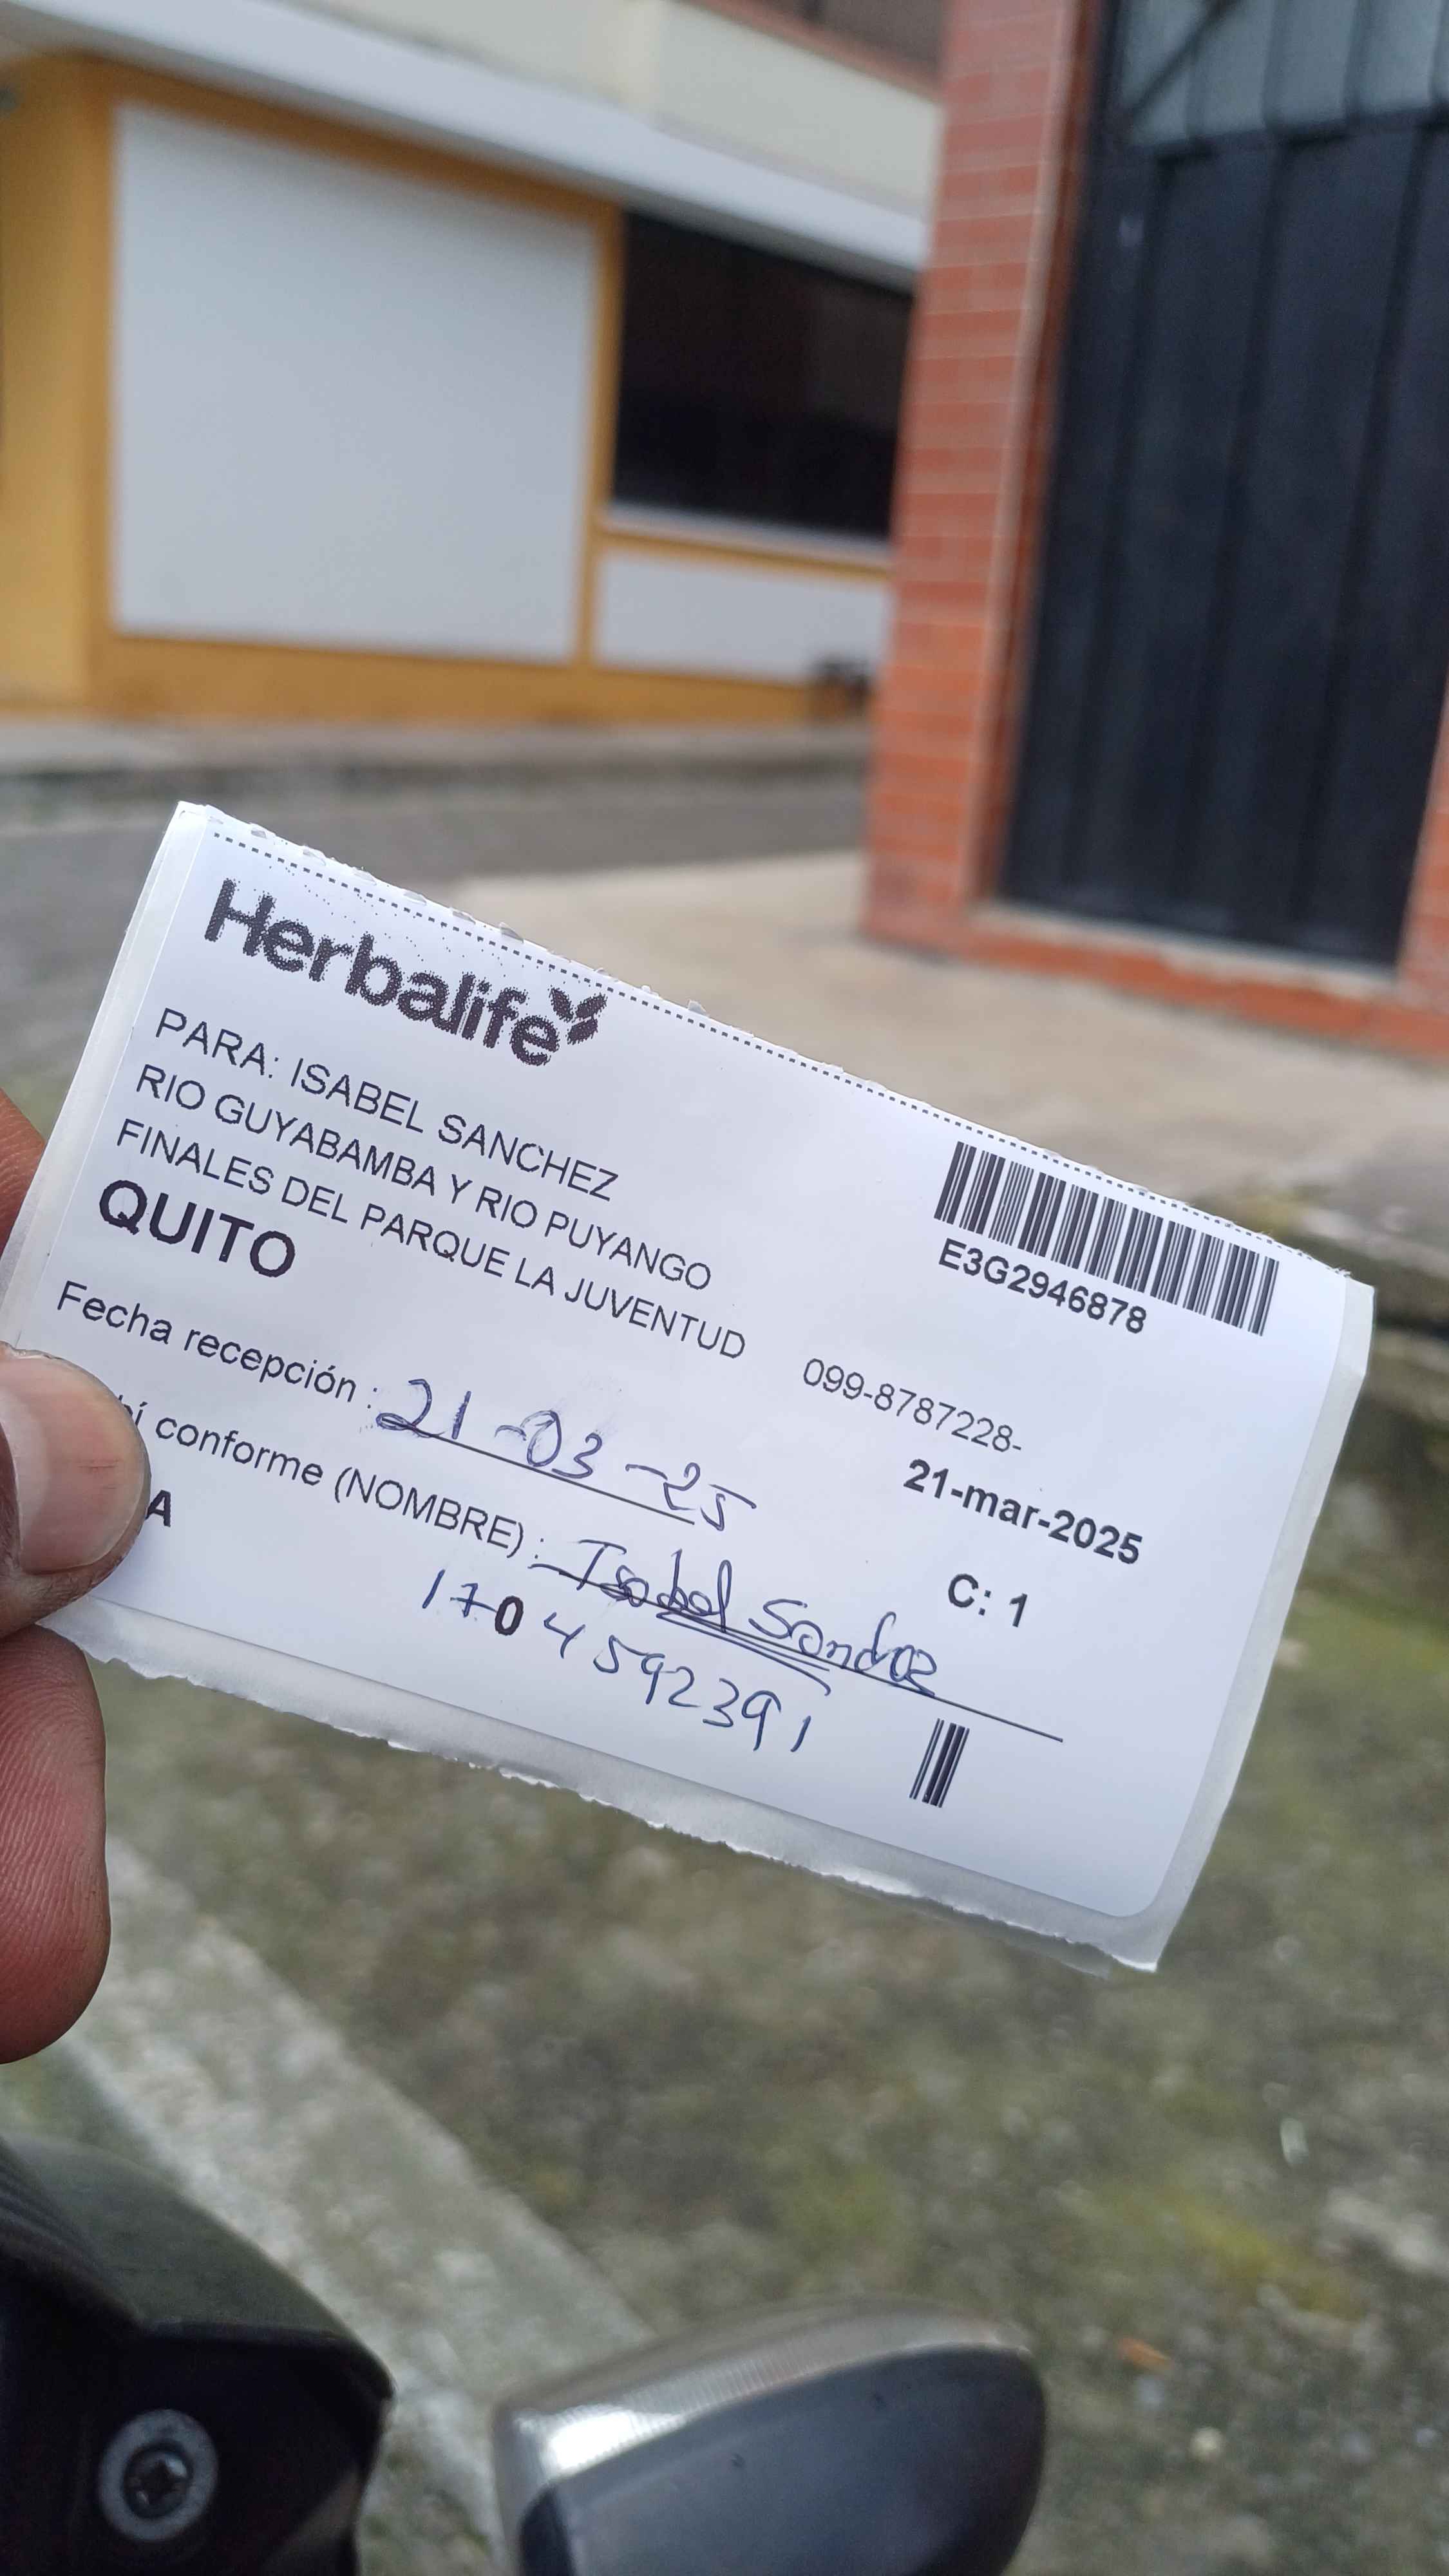 Herbalife
PARA: ISABEL SANCHEZ
RIO GUYABAMBA Y RIO PUYANGO
FINALES DEL PARQUE LA JUVENTUD
QUITO
E3G2946878
099-8787228-
Fecha recepción : 21-03-25
21-mar-2025
bí conforme (NOMBRE) : Isabel Sanchez
C: 1
A
1704592391